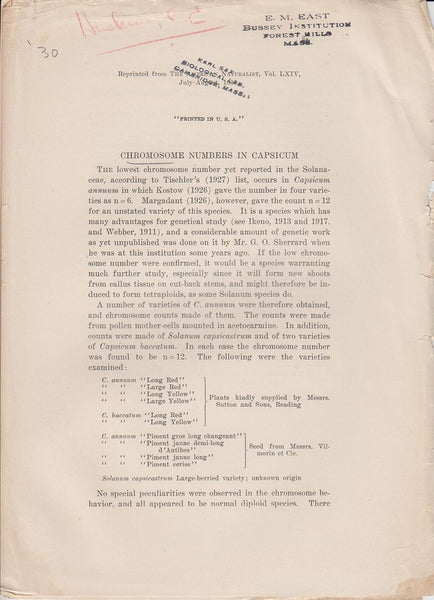 30
E. M. EAST
BUSSEY INSTITUTION
FOREST HILLS
MASS.
KARL SAX
BIOLOGICAL LAB.
CAMBRIDGE, MASS.
Reprinted from THE NATURALIST, Vol. LXIV,
July-
"PRINTED IN U. S. A."
CHROMOSOME NUMBERS IN CAPSICUM
THE lowest chromosome number yet reported in the Solana-
ceae, according to Tischler's (1927) list, occurs in Capsicum
annuum in which Kostow (1926) gave the number in four varie-
ties as n = 6. Margadant (1926), however, gave the count n = 12
for an unstated variety of this species. It is a species which has
many advantages for genetical study (see Ikeno, 1913 and 1917,
and Webber, 1911), and a considerable amount of genetic work
as yet unpublished was done on it by Mr. G. O. Sherrard when
he was at this institution some years ago. If the low chromo-
some number were confirmed, it would be a species warranting
much further study, especially since it will form new shoots
from callus tissue on cut-back stems, and might therefore be in-
duced to form tetraploids, as some Solanum species do.
A number of varieties of C. annuum were therefore obtained,
and chromosome counts made of them. The counts were made
from pollen mother-cells mounted in acetocarmine. In addition,
counts were made of Solanum capsicastrum and of two varieties
of Capsicum baccatum. In each case the chromosome number
was found to be n = 12. The following were the varieties
examined:
C. annuum "Long Red"
" " "Large Red"
" " "Long Yellow"
" " "Large Yellow"
C. baccatum "Long Red"
" " "Long Yellow"
Plants kindly supplied by Messrs.
Sutton and Sons, Reading
C. annuum "Piment gros long changeant"
" " "Piment jaune demi-long
d'Antibes"
" " "Piment jaune long"
" " "Piment cerise"
Seed from Messrs. Vil-
morin et Cie.
Solanum capsicastrum Large-berried variety; unknown origin
No special peculiarities were observed in the chromosome be-
havior, and all appeared to be normal diploid species. There